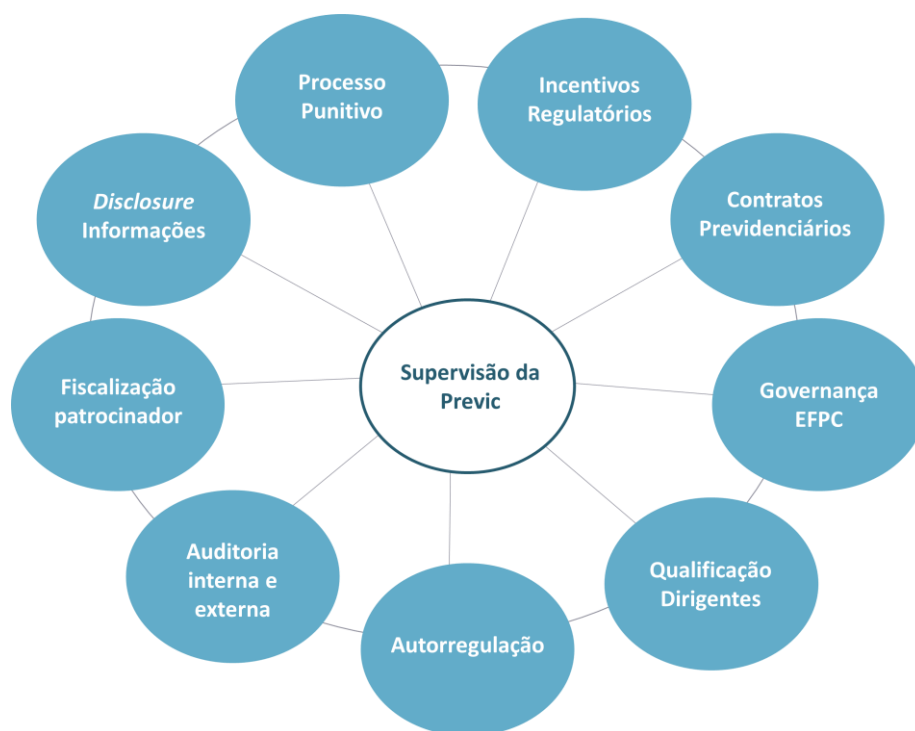 Processo
Punitivo
Incentivos
Regulatórios
Disclosure
Informações
Contratos
Previdenciários
Supervisão da
Previc
Fiscalização
patrocinador
Governança
EFPC
Auditoria
interna e
externa
Qualificação
Dirigentes
Autorregulação